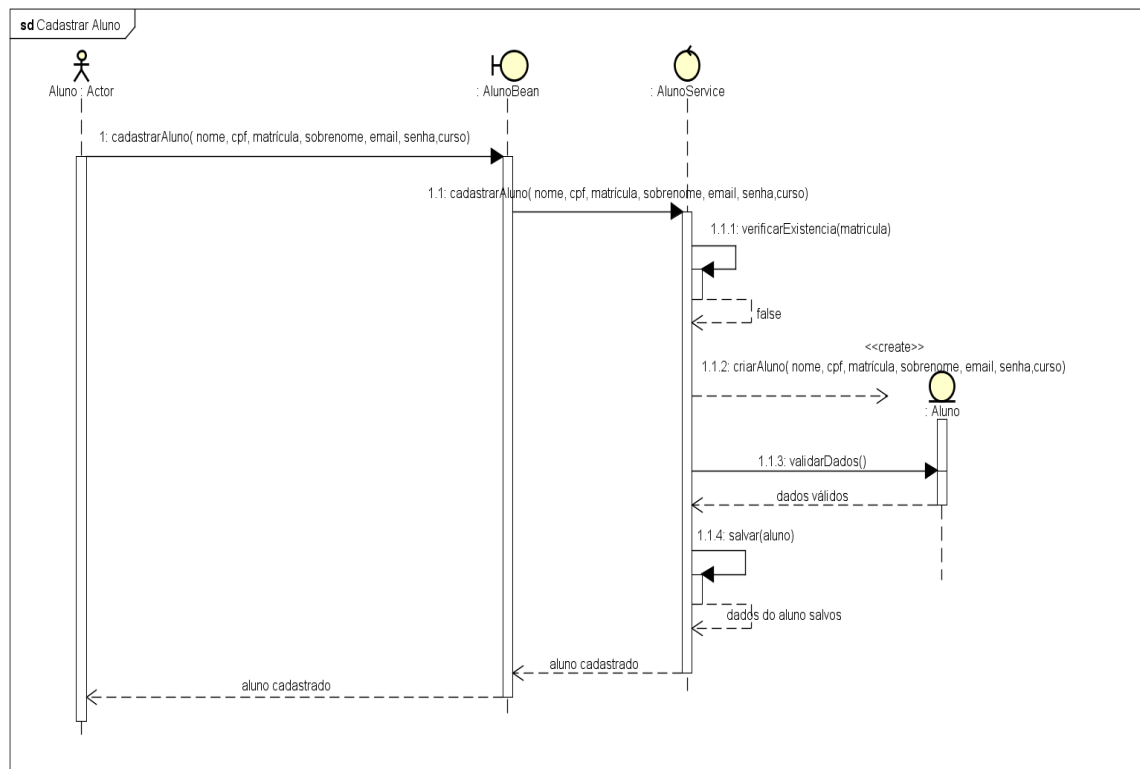 sd Cadastrar Aluno
Aluno : Actor
: AlunoBean
: AlunoService
1: cadastrarAluno( nome, cpf, matrícula, sobrenome, email, senha,curso)
1.1: cadastrarAluno( nome, cpf, matrícula, sobrenome, email, senha,curso)
1.1.1: verificarExistencia(matricula)
false
<<create>>
1.1.2: criarAluno( nome, cpf, matrícula, sobrenome, email, senha,curso)
: Aluno
1.1.3: validarDados()
dados válidos
1.1.4: salvar(aluno)
dados do aluno salvos
aluno cadastrado
aluno cadastrado